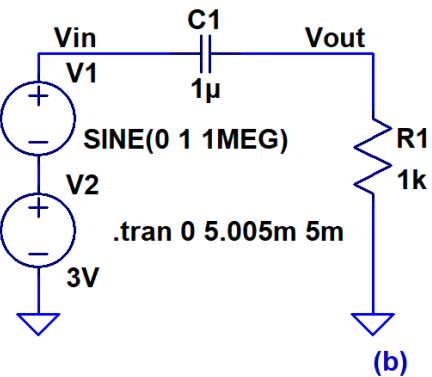 C1
Vin
Vout
V1
1µ
SINE(0 1 1MEG)
R1
1k
V2
.tran 0 5.005m 5m
3V
(b)